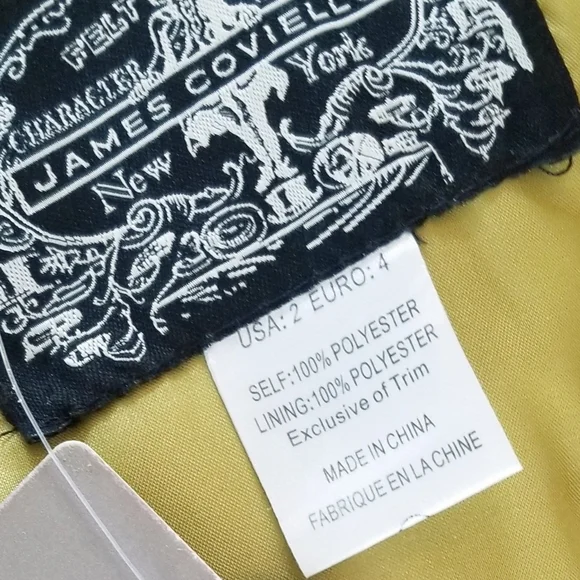 FELT
CHARACTER
JAMES COVIELLO
New York
USA: 2 EURO: 4
SELF:100% POLYESTER
LINING:100% POLYESTER
Exclusive of Trim
MADE IN CHINA
FABRIQUE EN LA CHINE